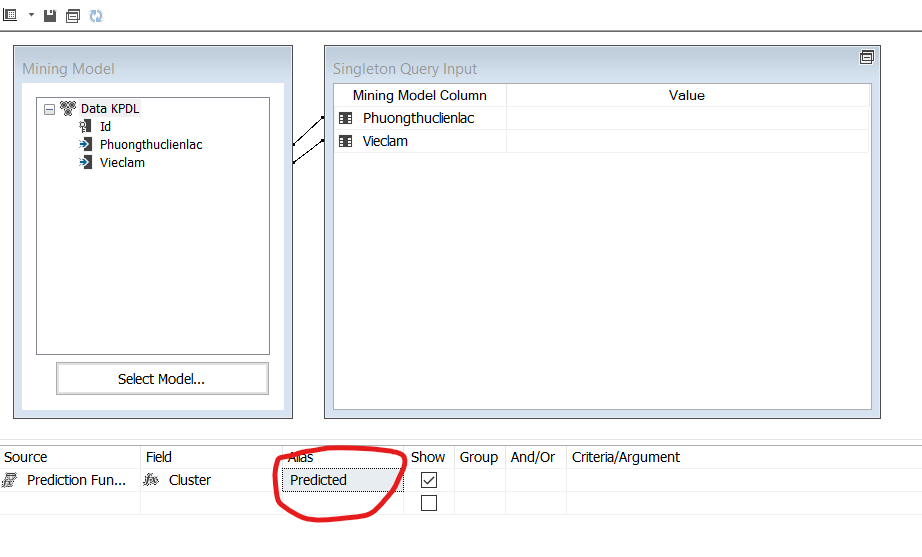 Mining Model
Data KPDL
Id
Phuongthuclienlac
Vieclam
Select Model...
Singleton Query Input
Mining Model Column Value
Phuongthuclienlac
Vieclam
Source Field Alias Show Group And/Or Criteria/Argument
Prediction Fun... Cluster Predicted